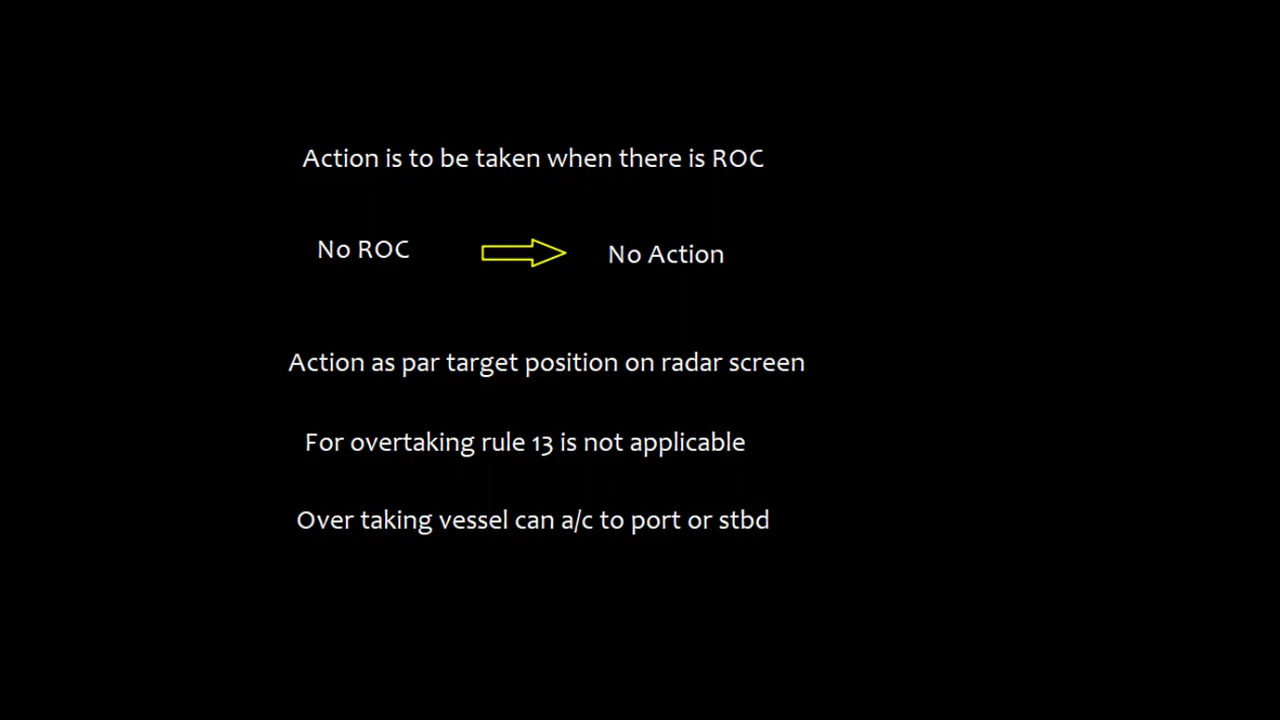 Action is to be taken when there is ROC
No ROC No Action
Action as par target position on radar screen
For overtaking rule 13 is not applicable
Over taking vessel can a/c to port or stbd